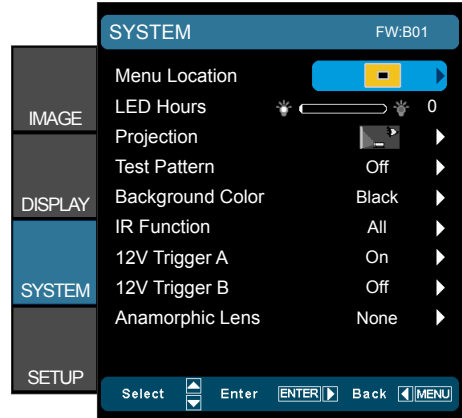 SYSTEM FW:B01
IMAGE
DISPLAY
SYSTEM
SETUP
Menu Location
LED Hours 0
Projection
Test Pattern Off
Background Color Black
IR Function All
12V Trigger A On
12V Trigger B Off
Anamorphic Lens None
Select Enter ENTER Back MENU